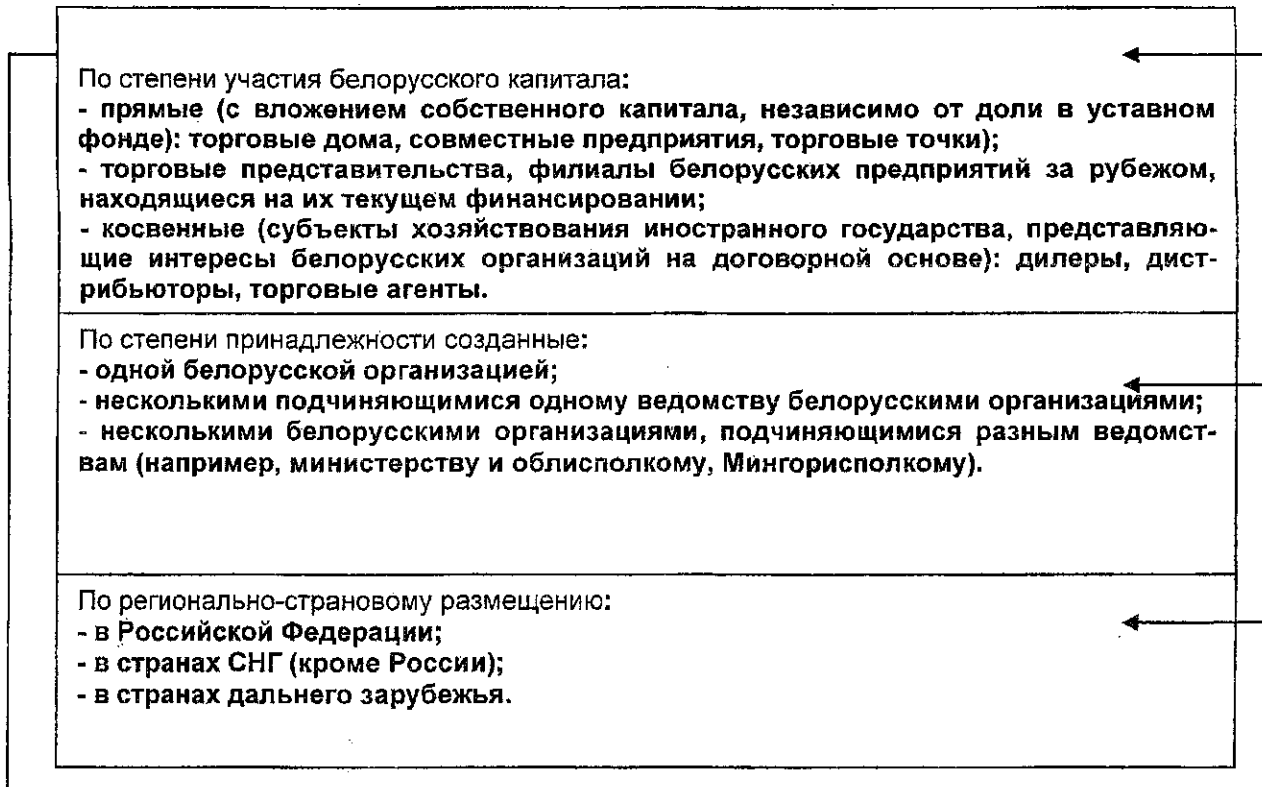 По степени участия белорусского капитала:
- прямые (с вложением собственного капитала, независимо от доли в уставном
фонде): торговые дома, совместные предприятия, торговые точки);
- торговые представительства, филиалы белорусских предприятий за рубежом,
находящиеся на их текущем финансировании;
- косвенные (субъекты хозяйствования иностранного государства, представляю-
щие интересы белорусских организаций на договорной основе): дилеры, дист-
рибьюторы, торговые агенты.
По степени принадлежности созданные:
- одной белорусской организацией;
- несколькими подчиняющимися одному ведомству белорусскими организациями;
- несколькими белорусскими организациями, подчиняющимися разным ведомст-
вам (например, министерству и облисполкому, Мингорисполкому).
По регионально-страновому размещению:
- в Российской Федерации;
- в странах СНГ (кроме России);
- в странах дальнего зарубежья.